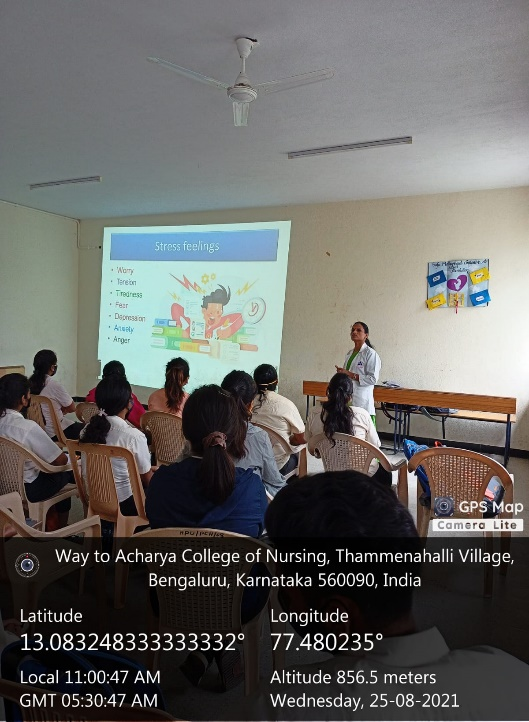 Stress feelings
• Worry
• Tension
• Tiredness
• Fear
• Depression
• Anxiety
• Anger
GPS Map
Camera Lite
Way to Acharya College of Nursing, Thammenahalli Village,
Bengaluru, Karnataka 560090, India
Latitude
13.083248333333332°
Longitude
77.480235°
Local 11:00:47 AM
GMT 05:30:47 AM
Altitude 856.5 meters
Wednesday, 25-08-2021